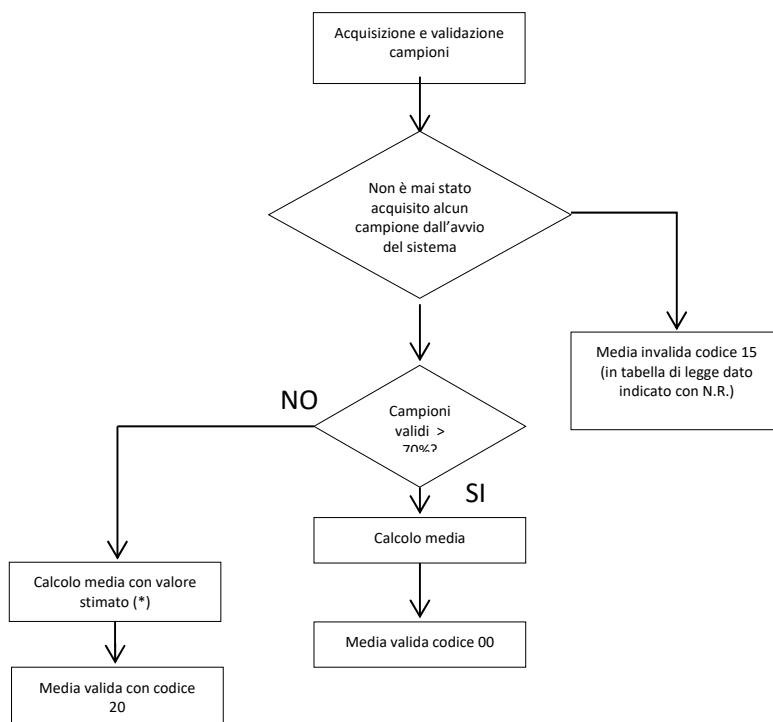 Acquisizione e validazione
campioni
Non è mai stato
acquisito alcun
campione dall'avvio
del sistema
Media invalida codice 15
(in tabella di legge dato
indicato con N.R.)
NO
Campioni
validi >
70%?
SI
Calcolo media
Calcolo media con valore
stimato (*)
Media valida codice 00
Media valida con codice
20